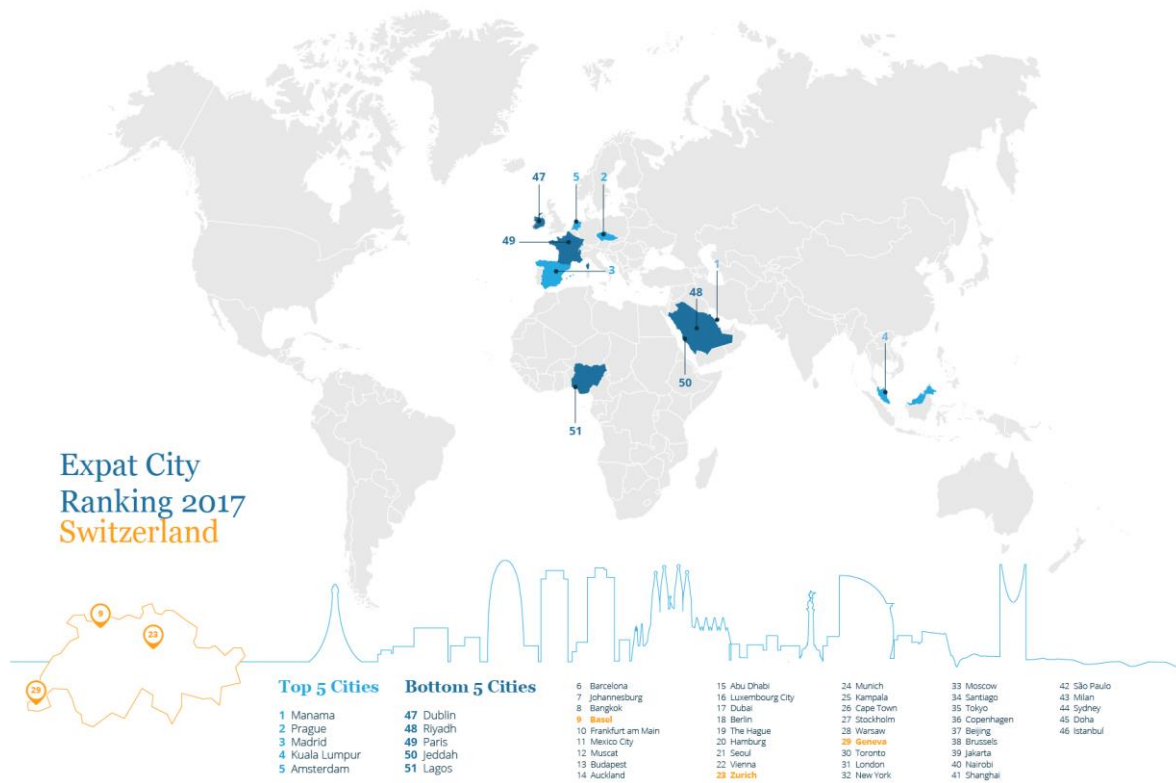 47
5
2
49
3
1
48
4
50
51
Expat City
Ranking 2017
Switzerland
9
23
29
Top 5 Cities
1 Manama
2 Prague
3 Madrid
4 Kuala Lumpur
5 Amsterdam
Bottom 5 Cities
47 Dublin
48 Riyadh
49 Paris
50 Jeddah
51 Lagos
6 Barcelona
7 Johannesburg
8 Bangkok
9 Basel
10 Frankfurt am Main
11 Mexico City
12 Muscat
13 Budapest
14 Auckland
15 Abu Dhabi
16 Luxembourg City
17 Dubai
18 Berlin
19 The Hague
20 Hamburg
21 Seoul
22 Vienna
23 Zurich
24 Munich
25 Kampala
26 Cape Town
27 Stockholm
28 Warsaw
29 Geneva
30 Toronto
31 London
32 New York
33 Moscow
34 Santiago
35 Tokyo
36 Copenhagen
37 Beijing
38 Brussels
39 Jakarta
40 Nairobi
41 Shanghai
42 São Paulo
43 Milan
44 Sydney
45 Doha
46 Istanbul